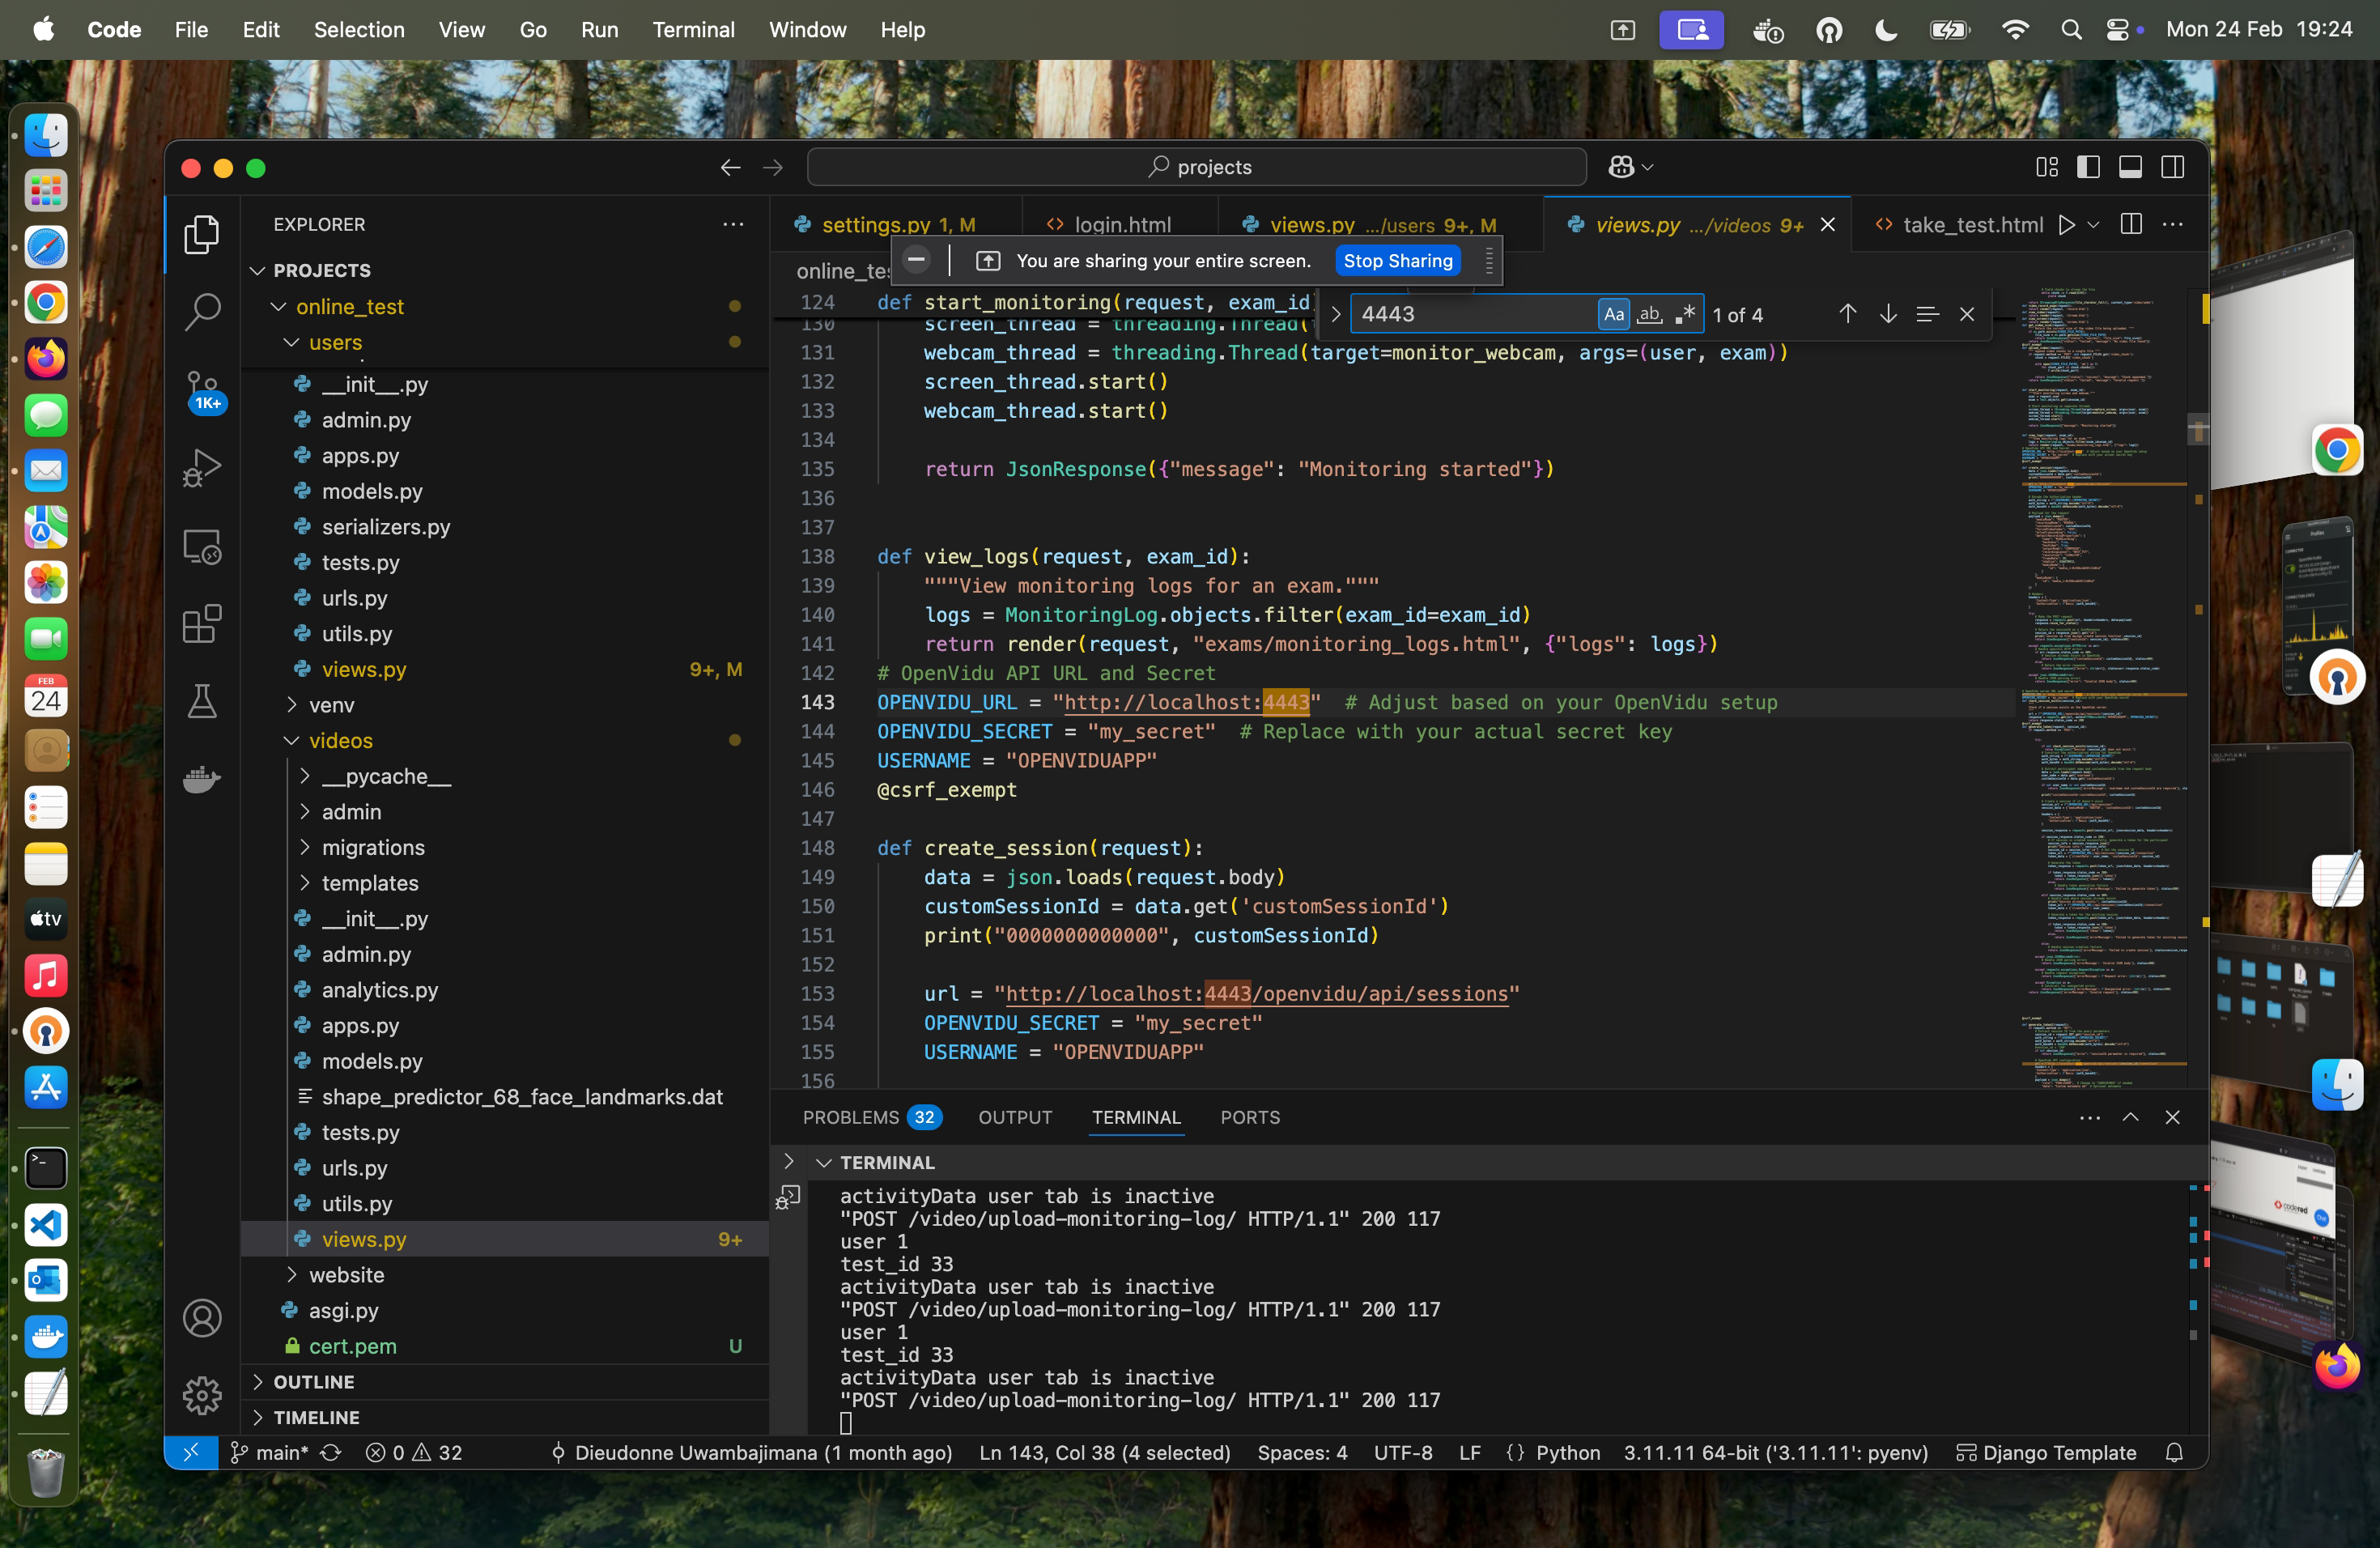 Code File Edit Selection View Go Run Terminal Window Help
Mon 24 Feb 19:24
projects
EXPLORER
PROJECTS
online_test
users
__init__.py
admin.py
apps.py
models.py
serializers.py
tests.py
urls.py
utils.py
views.py 9+, M
venv
videos
__pycache__
admin
migrations
templates
__init__.py
admin.py
analytics.py
apps.py
models.py
shape_predictor_68_face_landmarks.dat
tests.py
urls.py
utils.py
views.py 9+
website
asgi.py
cert.pem U
OUTLINE
TIMELINE
1K+
FEB
24
tv
settings.py 1, M
login.html
views.py .../users 9+, M
views.py .../videos 9+
take_test.html
You are sharing your entire screen. Stop Sharing
4443 Aa ab 1 of 4
124 def start_monitoring(request, exam_id
130 screen_thread = threading.Thread(
131 webcam_thread = threading.Thread(target=monitor_webcam, args=(user, exam))
132 screen_thread.start()
133 webcam_thread.start()
134
135 return JsonResponse({"message": "Monitoring started"})
136
137
138 def view_logs(request, exam_id):
139 """View monitoring logs for an exam."""
140 logs = MonitoringLog.objects.filter(exam_id=exam_id)
141 return render(request, "exams/monitoring_logs.html", {"logs": logs})
142 # OpenVidu API URL and Secret
143 OPENVIDU_URL = "http://localhost:4443" # Adjust based on your OpenVidu setup
144 OPENVIDU_SECRET = "my_secret" # Replace with your actual secret key
145 USERNAME = "OPENVIDUAPP"
146 @csrf_exempt
147
148 def create_session(request):
149 data = json.loads(request.body)
150 customSessionId = data.get('customSessionId')
151 print("0000000000000", customSessionId)
152
153 url = "http://localhost:4443/openvidu/api/sessions"
154 OPENVIDU_SECRET = "my_secret"
155 USERNAME = "OPENVIDUAPP"
156
PROBLEMS 32 OUTPUT TERMINAL PORTS
TERMINAL
activityData user tab is inactive
"POST /video/upload-monitoring-log/ HTTP/1.1" 200 117
user 1
test_id 33
activityData user tab is inactive
"POST /video/upload-monitoring-log/ HTTP/1.1" 200 117
user 1
test_id 33
activityData user tab is inactive
"POST /video/upload-monitoring-log/ HTTP/1.1" 200 117
main* 0 32 Dieudonne Uwambajimana (1 month ago) Ln 143, Col 38 (4 selected) Spaces: 4 UTF-8 LF {} Python 3.11.11 64-bit ('3.11.11': pyenv) Django Template